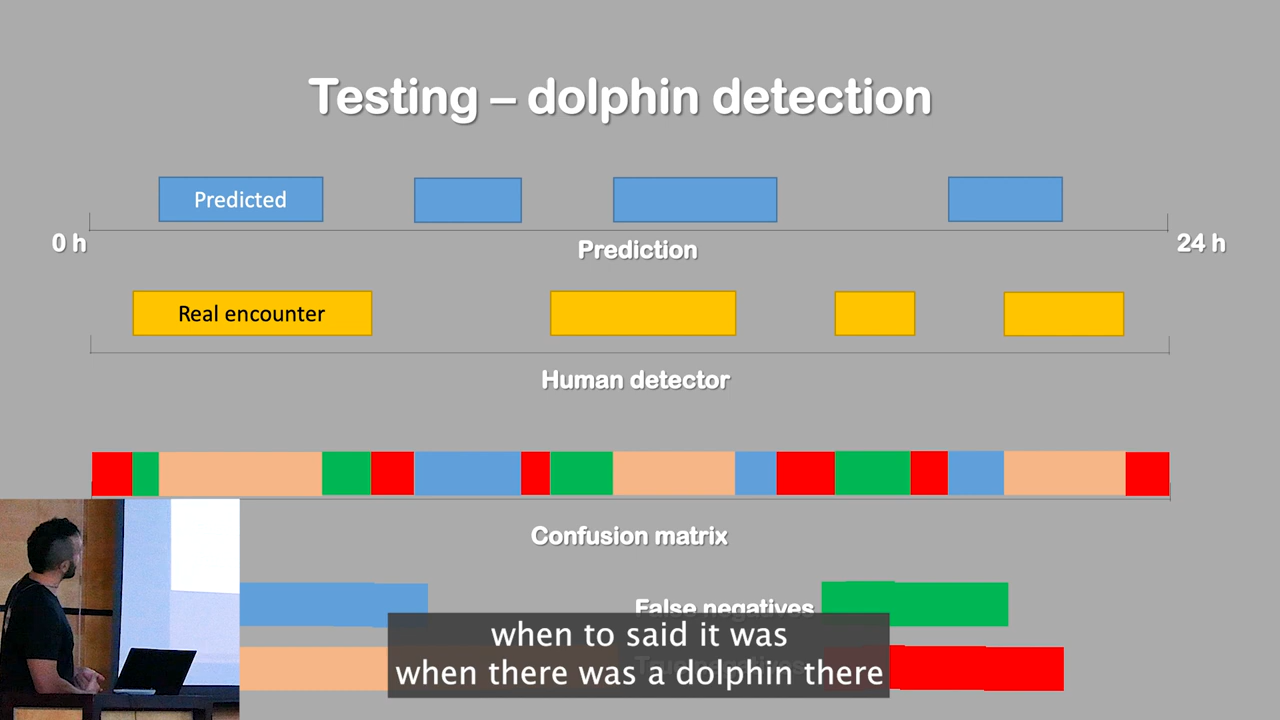 Testing – dolphin detection
Predicted
0 h
24 h
Prediction
Real encounter
Human detector
Confusion matrix
False negatives
when to said it was
when there was a dolphin there